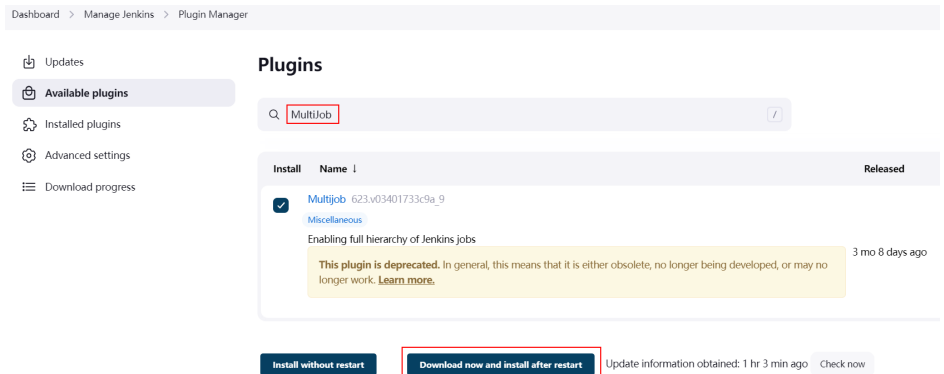 Dashboard > Manage Jenkins > Plugin Manager
Updates
Available plugins
Installed plugins
Advanced settings
Download progress
Plugins
MultiJob /
Install Name ↓ Released
Multijob 623.v03401733c9a_9
Miscellaneous
Enabling full hierarchy of Jenkins jobs
This plugin is deprecated. In general, this means that it is either obsolete, no longer being developed, or may no
longer work. Learn more.
3 mo 8 days ago
Install without restart Download now and install after restart Update information obtained: 1 hr 3 min ago Check now